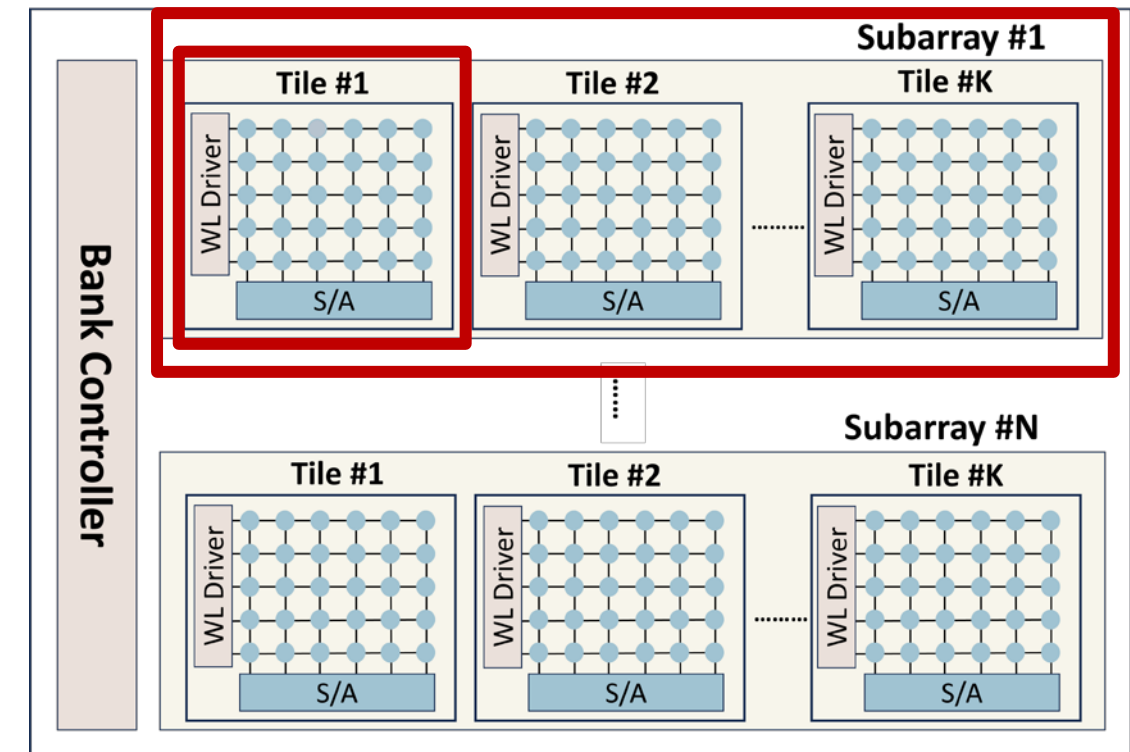 Bank Controller
Subarray #1
Tile #1
Tile #2
Tile #K
WL Driver
WL Driver
WL Driver
S/A
S/A
S/A
.........
......
Subarray #N
Tile #1
Tile #2
Tile #K
WL Driver
WL Driver
WL Driver
S/A
S/A
S/A
.........